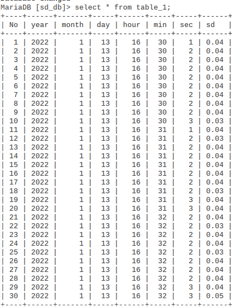 MariaDB [sd_db]> select * from table_1;
+----+------+-------+-----+------+-----+-----+------+
| No | year | month | day | hour | min | sec | sd   |
+----+------+-------+-----+------+-----+-----+------+
|  1 | 2022 |     1 |  13 |   16 |  30 |   1 | 0.04 |
|  2 | 2022 |     1 |  13 |   16 |  30 |   2 | 0.04 |
|  3 | 2022 |     1 |  13 |   16 |  30 |   2 | 0.04 |
|  4 | 2022 |     1 |  13 |   16 |  30 |   2 | 0.04 |
|  5 | 2022 |     1 |  13 |   16 |  30 |   2 | 0.04 |
|  6 | 2022 |     1 |  13 |   16 |  30 |   2 | 0.04 |
|  7 | 2022 |     1 |  13 |   16 |  30 |   2 | 0.04 |
|  8 | 2022 |     1 |  13 |   16 |  30 |   2 | 0.04 |
|  9 | 2022 |     1 |  13 |   16 |  30 |   2 | 0.04 |
| 10 | 2022 |     1 |  13 |   16 |  30 |   3 | 0.03 |
| 11 | 2022 |     1 |  13 |   16 |  31 |   1 | 0.04 |
| 12 | 2022 |     1 |  13 |   16 |  31 |   2 | 0.03 |
| 13 | 2022 |     1 |  13 |   16 |  31 |   2 | 0.04 |
| 14 | 2022 |     1 |  13 |   16 |  31 |   2 | 0.04 |
| 15 | 2022 |     1 |  13 |   16 |  31 |   2 | 0.04 |
| 16 | 2022 |     1 |  13 |   16 |  31 |   2 | 0.04 |
| 17 | 2022 |     1 |  13 |   16 |  31 |   2 | 0.04 |
| 18 | 2022 |     1 |  13 |   16 |  31 |   2 | 0.03 |
| 19 | 2022 |     1 |  13 |   16 |  31 |   3 | 0.04 |
| 20 | 2022 |     1 |  13 |   16 |  31 |   3 | 0.04 |
| 21 | 2022 |     1 |  13 |   16 |  32 |   2 | 0.04 |
| 22 | 2022 |     1 |  13 |   16 |  32 |   2 | 0.03 |
| 23 | 2022 |     1 |  13 |   16 |  32 |   2 | 0.04 |
| 24 | 2022 |     1 |  13 |   16 |  32 |   2 | 0.04 |
| 25 | 2022 |     1 |  13 |   16 |  32 |   2 | 0.03 |
| 26 | 2022 |     1 |  13 |   16 |  32 |   2 | 0.04 |
| 27 | 2022 |     1 |  13 |   16 |  32 |   2 | 0.04 |
| 28 | 2022 |     1 |  13 |   16 |  32 |   2 | 0.04 |
| 29 | 2022 |     1 |  13 |   16 |  32 |   3 | 0.04 |
| 30 | 2022 |     1 |  13 |   16 |  32 |   3 | 0.05 |
+----+------+-------+-----+------+-----+-----+------+